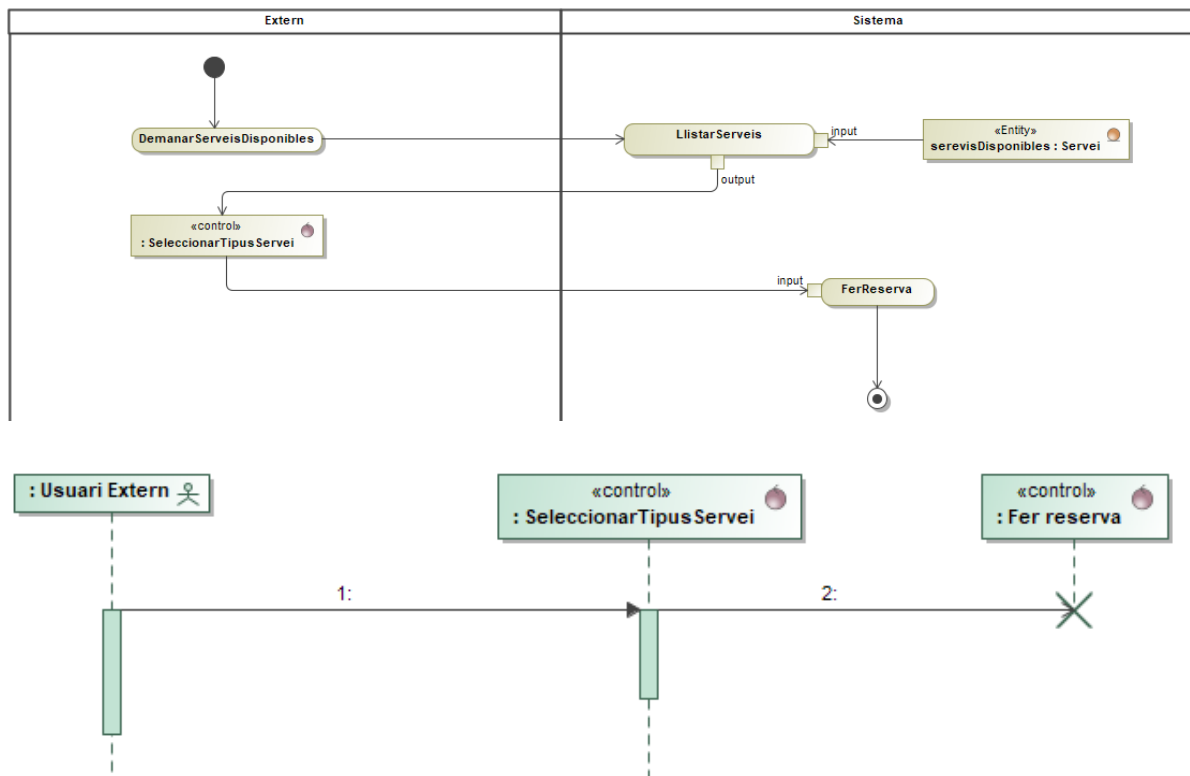 Extern
Sistema
DemanarServeisDisponibles
LlistarServeis
input
«Entity»
serevisDisponibles : Servei
output
«control»
: SeleccionarTipusServei
input
FerReserva
: Usuari Extern
«control»
: SeleccionarTipusServei
«control»
: Fer reserva
1:
2: